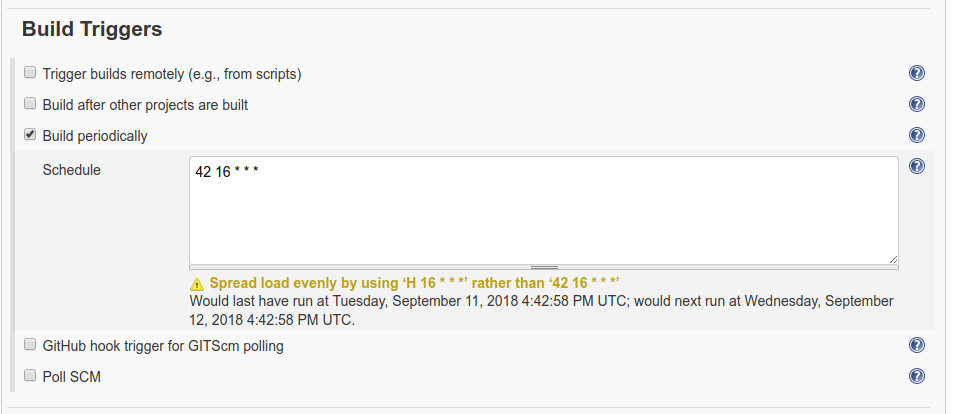 Build Triggers
Trigger builds remotely (e.g., from scripts)
Build after other projects are built
Build periodically
Schedule
42 16 * * *
Spread load evenly by using ‘H 16 * * *’ rather than ‘42 16 * * *’
Would last have run at Tuesday, September 11, 2018 4:42:58 PM UTC; would next run at Wednesday, September
12, 2018 4:42:58 PM UTC.
GitHub hook trigger for GITScm polling
Poll SCM